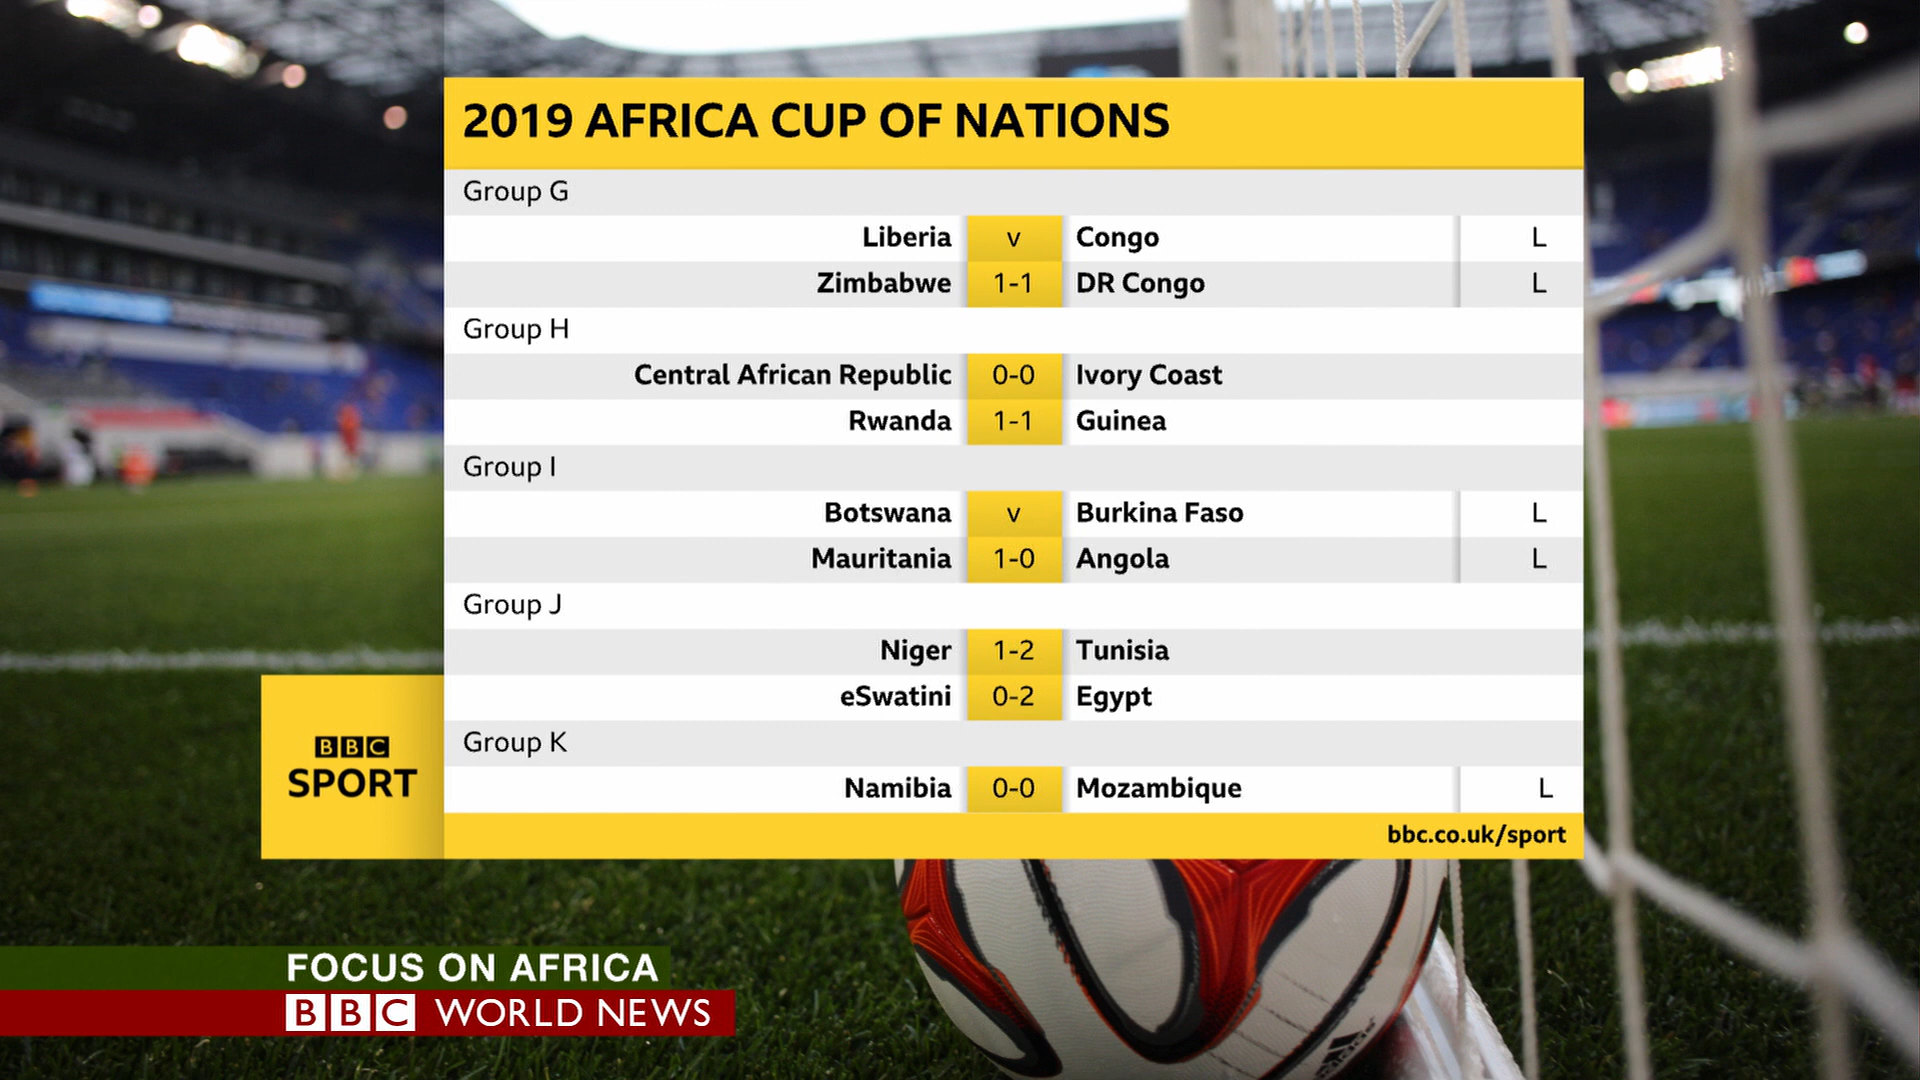 2019 AFRICA CUP OF NATIONS
Group G
Liberia v Congo L
Zimbabwe 1-1 DR Congo L
Group H
Central African Republic 0-0 Ivory Coast
Rwanda 1-1 Guinea
Group I
Botswana v Burkina Faso L
Mauritania 1-0 Angola L
Group J
Niger 1-2 Tunisia
eSwatini 0-2 Egypt
Group K
Namibia 0-0 Mozambique L
bbc.co.uk/sport
BBC
SPORT
FOCUS ON AFRICA
BBC WORLD NEWS
adidas